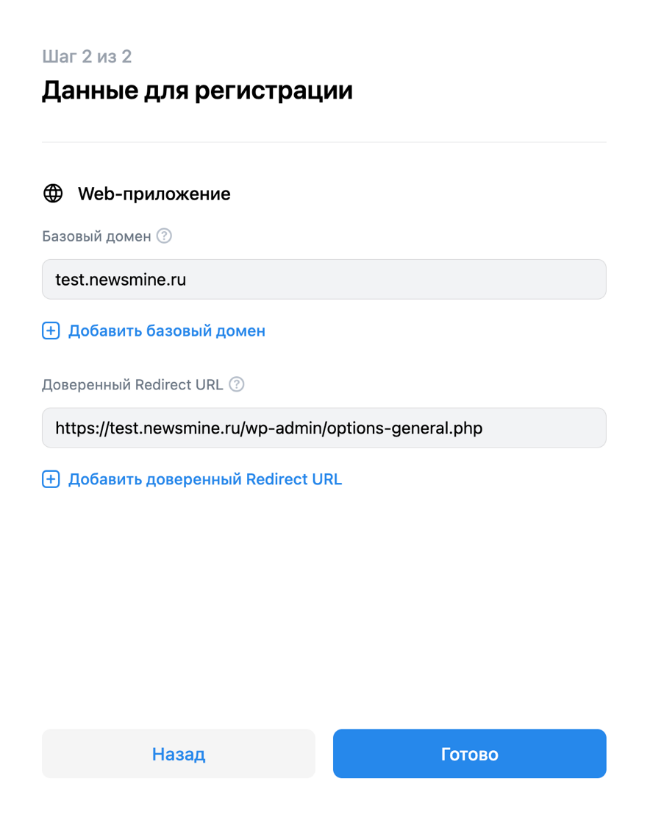 Шаг 2 из 2
Данные для регистрации
Web-приложение
Базовый домен ?
test.newsmine.ru
+ Добавить базовый домен
Доверенный Redirect URL ?
https://test.newsmine.ru/wp-admin/options-general.php
+ Добавить доверенный Redirect URL
Назад Готово